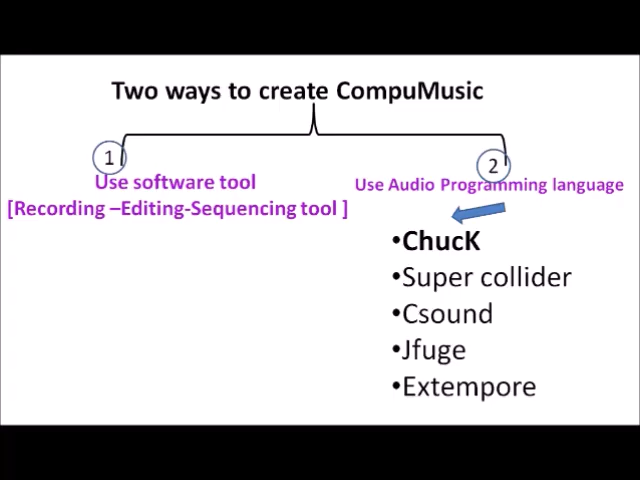 Two ways to create CompuMusic
1
Use software tool
[Recording –Editing-Sequencing tool ]
2
Use Audio Programming language
•ChucK
•Super collider
•Csound
•Jfuge
•Extempore